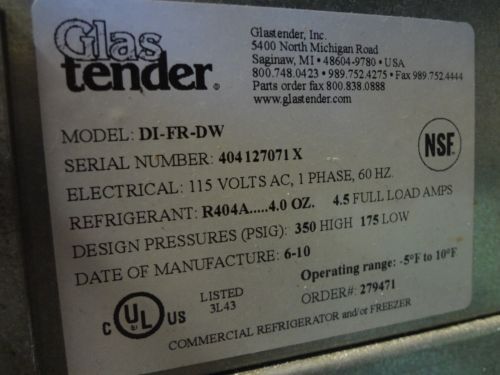 Glas
tender®
Glastender, Inc.
5400 North Michigan Road
Saginaw, MI • 48604-9780 • USA
800.748.0423 • 989.752.4275 • Fax 989.752.4444
Parts order fax 800.838.0888
www.glastender.com
MODEL: DI-FR-DW
SERIAL NUMBER: 404127071X
NSF
ELECTRICAL: 115 VOLTS AC, 1 PHASE, 60 HZ.
REFRIGERANT: R404A.....4.0 OZ. 4.5 FULL LOAD AMPS
DESIGN PRESSURES (PSIG): 350 HIGH 175 LOW
DATE OF MANUFACTURE: 6-10
Operating range: -5°F to 10°F
ORDER#: 279471
C UL US
LISTED
3L43
COMMERCIAL REFRIGERATOR and/or FREEZER